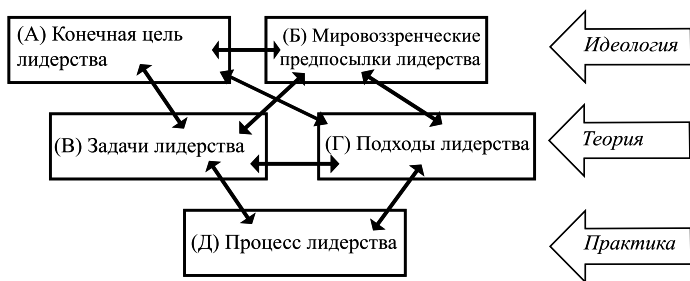 (А) Конечная цель
лидерства
(Б) Мировоззренческие
предпосылки лидерства
Идеология
(В) Задачи лидерства
(Г) Подходы лидерства
Теория
(Д) Процесс лидерства
Практика